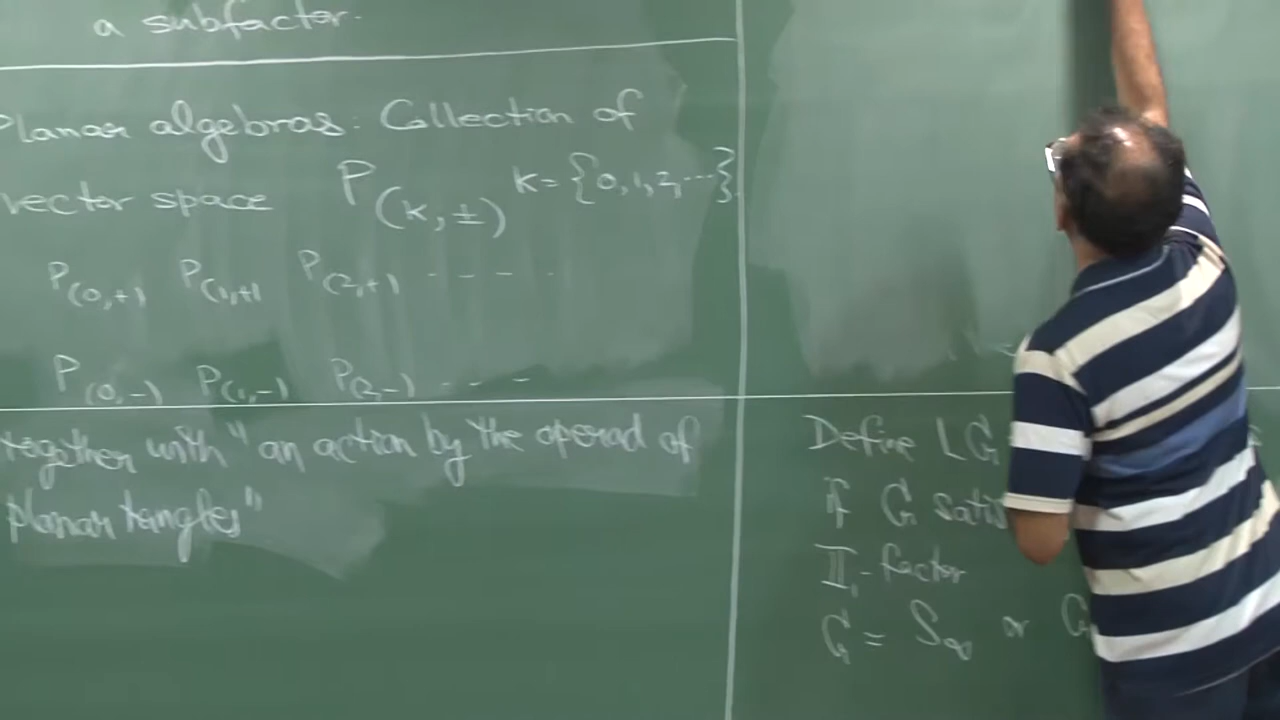 a subfactor.
Planar algebras: Collection of
vector space P(k,±) k={0,1,2,...}
P(0,+) P(1,+) P(2,+) - - - -
P(0,-) P(1,-) P(2,-) - - -
together with "an action by the operad of
planar tangles"
Define LG
if G
II₁-factor
G = S∞ or